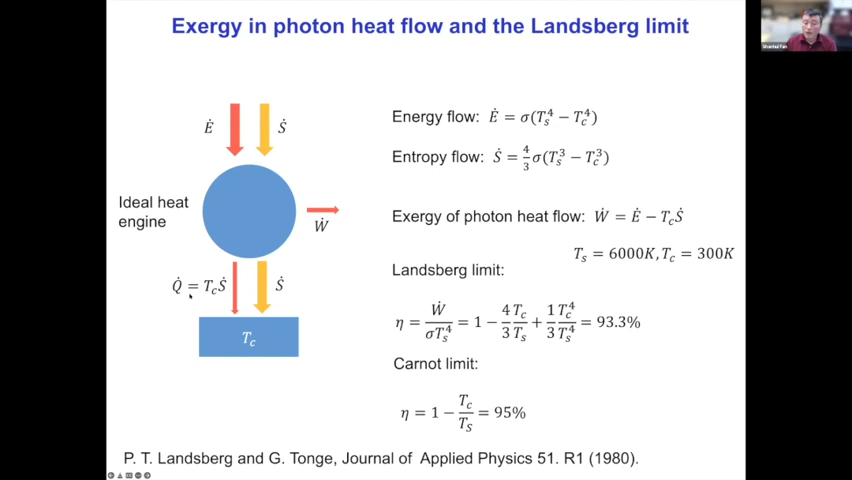 Exergy in photon heat flow and the Landsberg limit
Shanhui Fan
Ė
Ṡ
Energy flow: Ė = σ(T_s^4 − T_c^4)
Entropy flow: Ṡ = 4/3 σ(T_s^3 − T_c^3)
Ideal heat
engine
Ẇ
Exergy of photon heat flow: Ẇ = Ė − T_cṠ
T_s = 6000K, T_c = 300K
Landsberg limit:
Q̇ = T_cṠ
Ṡ
η = Ẇ/σT_s^4 = 1 − 4/3 T_c/T_s + 1/3 T_c^4/T_s^4 = 93.3%
T_c
Carnot limit:
η = 1 − T_c/T_S = 95%
P. T. Landsberg and G. Tonge, Journal of Applied Physics 51. R1 (1980).